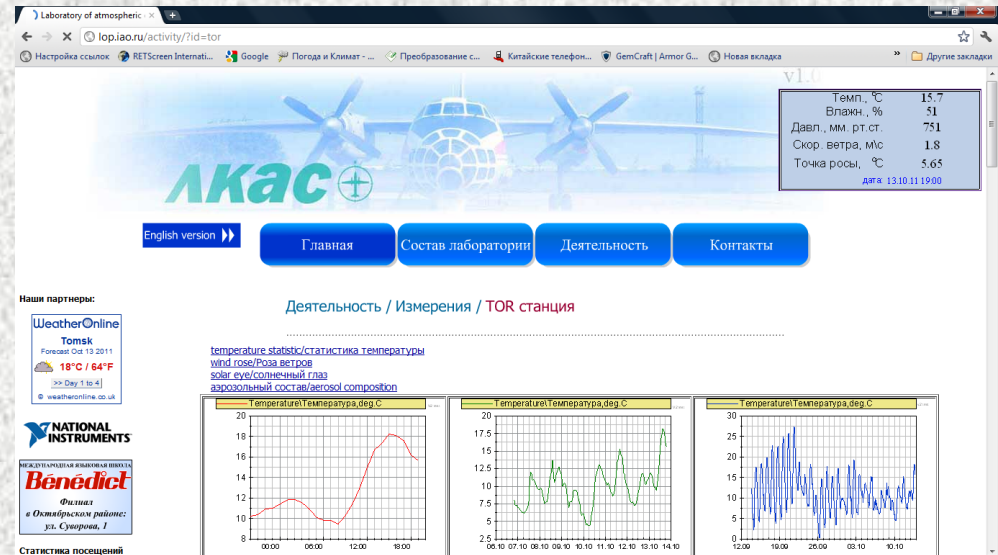 Laboratory of atmospheric
lop.iao.ru/activity/?id=tor
Настройка ссылок RETScreen Internati... Google Погода и Климат - ... Преобразование с... Китайские телефон... GemCraft | Armor G... Новая вкладка » Другие закладки
v1.0
Темп., °C 15.7
Влажн., % 51
Давл., мм. рт.ст. 751
Скор. ветра, м\с 1.8
Точка росы, °C 5.65
дата: 13.10.11 19:00
лкас
English version
Главная Состав лаборатории Деятельность Контакты
Наши партнеры:
WeatherOnline
Tomsk
Forecast Oct 13 2011
18°C / 64°F
>> Day 1 to 4
© weatheronline.co.uk
NATIONAL
INSTRUMENTS
МЕЖДУНАРОДНАЯ ЯЗЫКОВАЯ ШКОЛА
Bénédict
Филиал
в Октябрьском районе:
ул. Суворова, 1
Статистика посещений
Деятельность / Измерения / TOR станция
temperature statistic/статистика температуры
wind rose/Роза ветров
solar eye/солнечный глаз
аэрозольный состав/aerosol composition
Temperature\Температура,deg.C
20
18
16
14
12
10
8
00:00 06:00 12:00 18:00
Temperature\Температура,deg.C
20
17.5
15
12.5
10
7.5
5
2.5
06.10 07.10 08.10 09.10 10.10 11.10 12.10 13.10 14.10
Temperature\Температура,deg.C
30
25
20
15
10
5
0
12.09 19.09 26.09 03.10 10.10